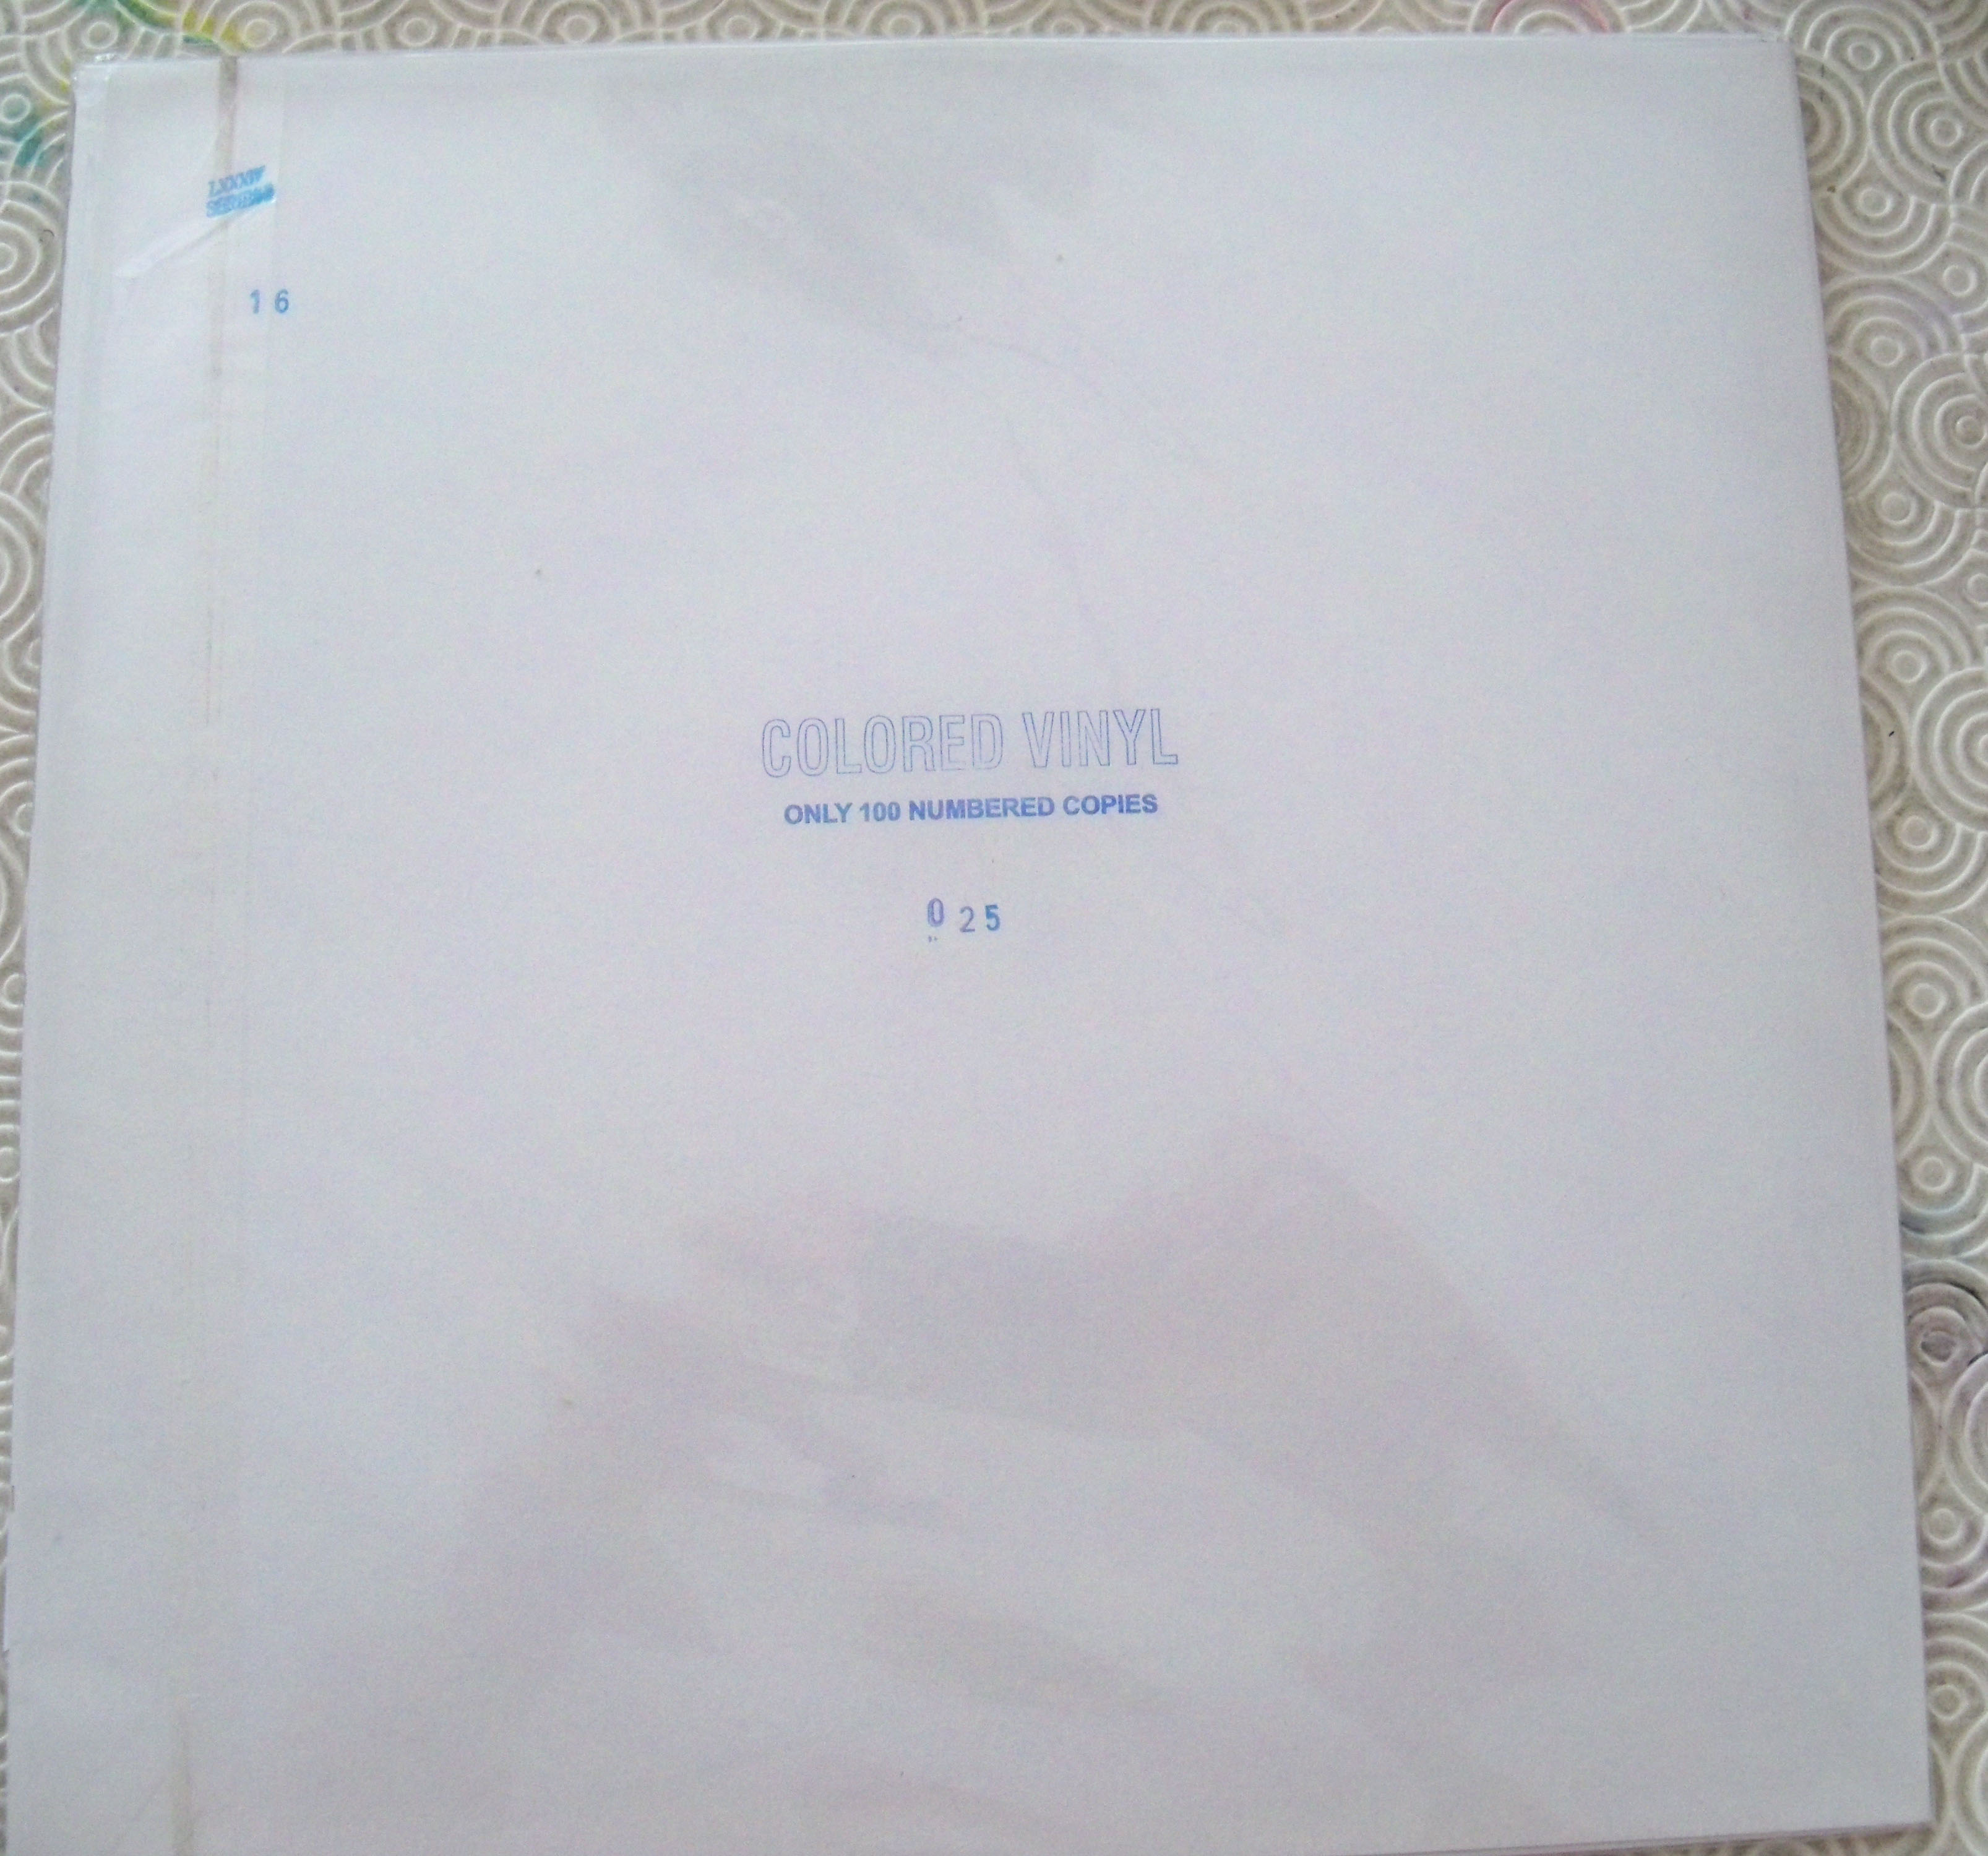 16
COLORED VINYL
ONLY 100 NUMBERED COPIES
025